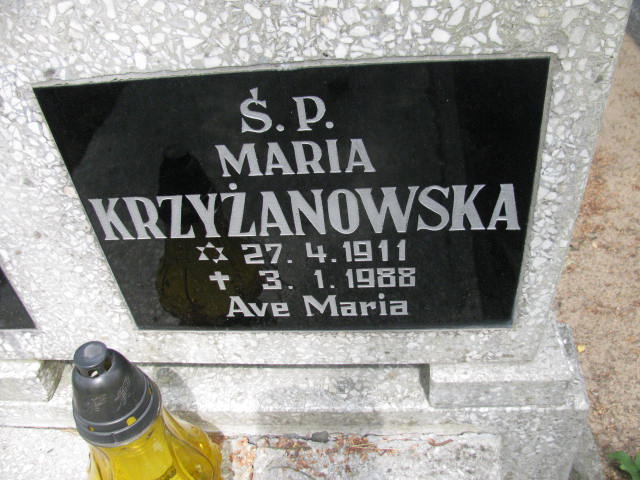 Ś. P.
MARIA
KRZYŻANOWSKA
✡ 27. 4. 1911
✝ 3. 1. 1988
Ave Maria